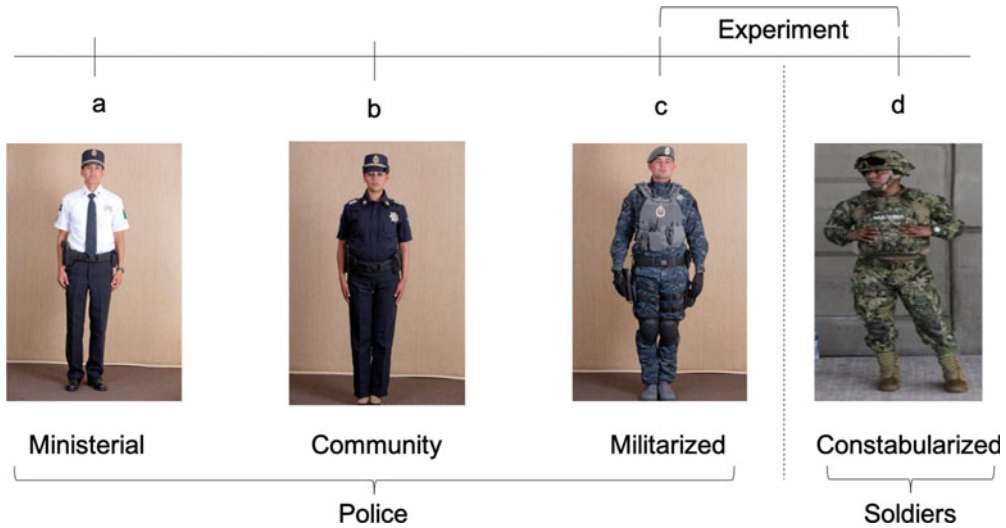 Experiment
a
b
c
d
Ministerial
Community
Militarized
Constabularized
Police
Soldiers